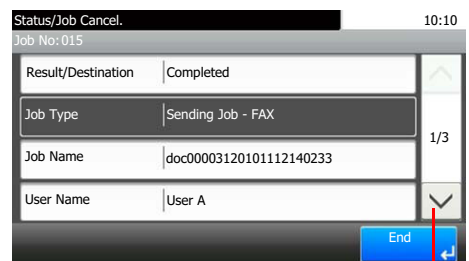 Status/Job Cancel. 10:10
Job No: 015
Result/Destination Completed
Job Type Sending Job - FAX
1/3
Job Name doc00003120101112140233
User Name User A
End